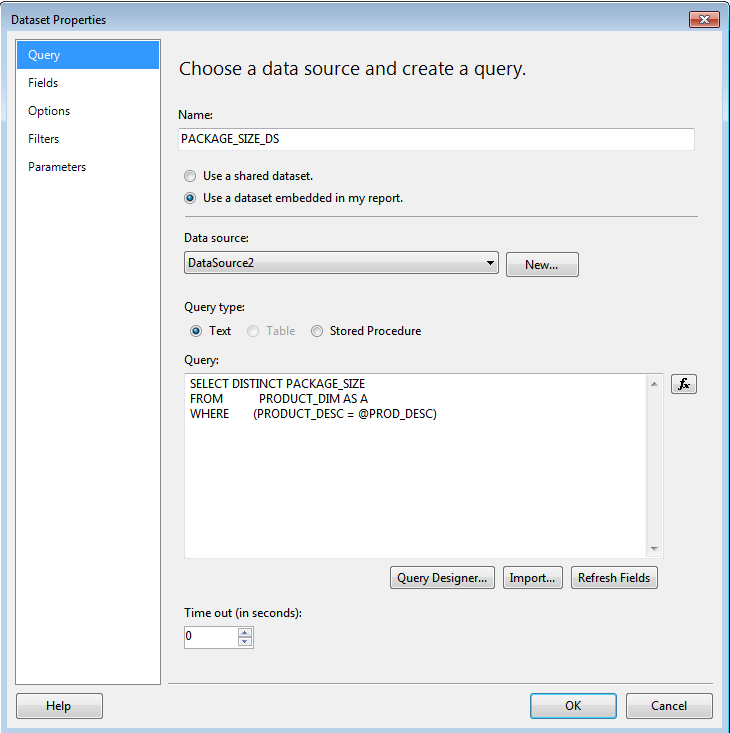 Dataset Properties
Query
Fields
Options
Filters
Parameters
Choose a data source and create a query.
Name:
PACKAGE_SIZE_DS
Use a shared dataset.
Use a dataset embedded in my report.
Data source:
DataSource2
New...
Query type:
Text Table Stored Procedure
Query:
SELECT DISTINCT PACKAGE_SIZE
FROM PRODUCT_DIM AS A
WHERE (PRODUCT_DESC = @PROD_DESC)
fx
Query Designer... Import... Refresh Fields
Time out (in seconds):
0
Help OK Cancel